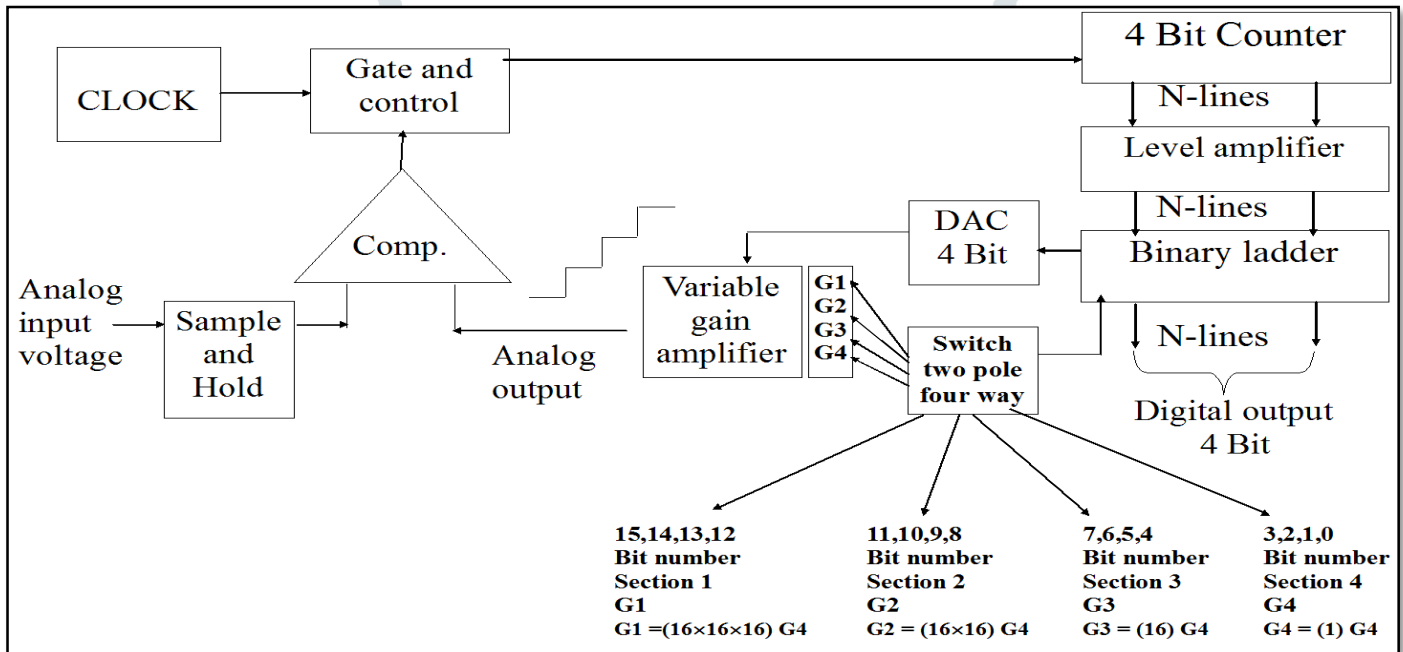 4 Bit Counter
Gate and
control
CLOCK
N-lines
Level amplifier
N-lines
DAC
4 Bit
Binary ladder
Comp.
Analog
input
voltage
Sample
and
Hold
Analog
output
Variable
gain
amplifier
G1
G2
G3
G4
Switch
two pole
four way
N-lines
Digital output
4 Bit
15,14,13,12
Bit number
Section 1
G1
G1 =(16×16×16) G4
11,10,9,8
Bit number
Section 2
G2
G2 = (16×16) G4
7,6,5,4
Bit number
Section 3
G3
G3 = (16) G4
3,2,1,0
Bit number
Section 4
G4
G4 = (1) G4